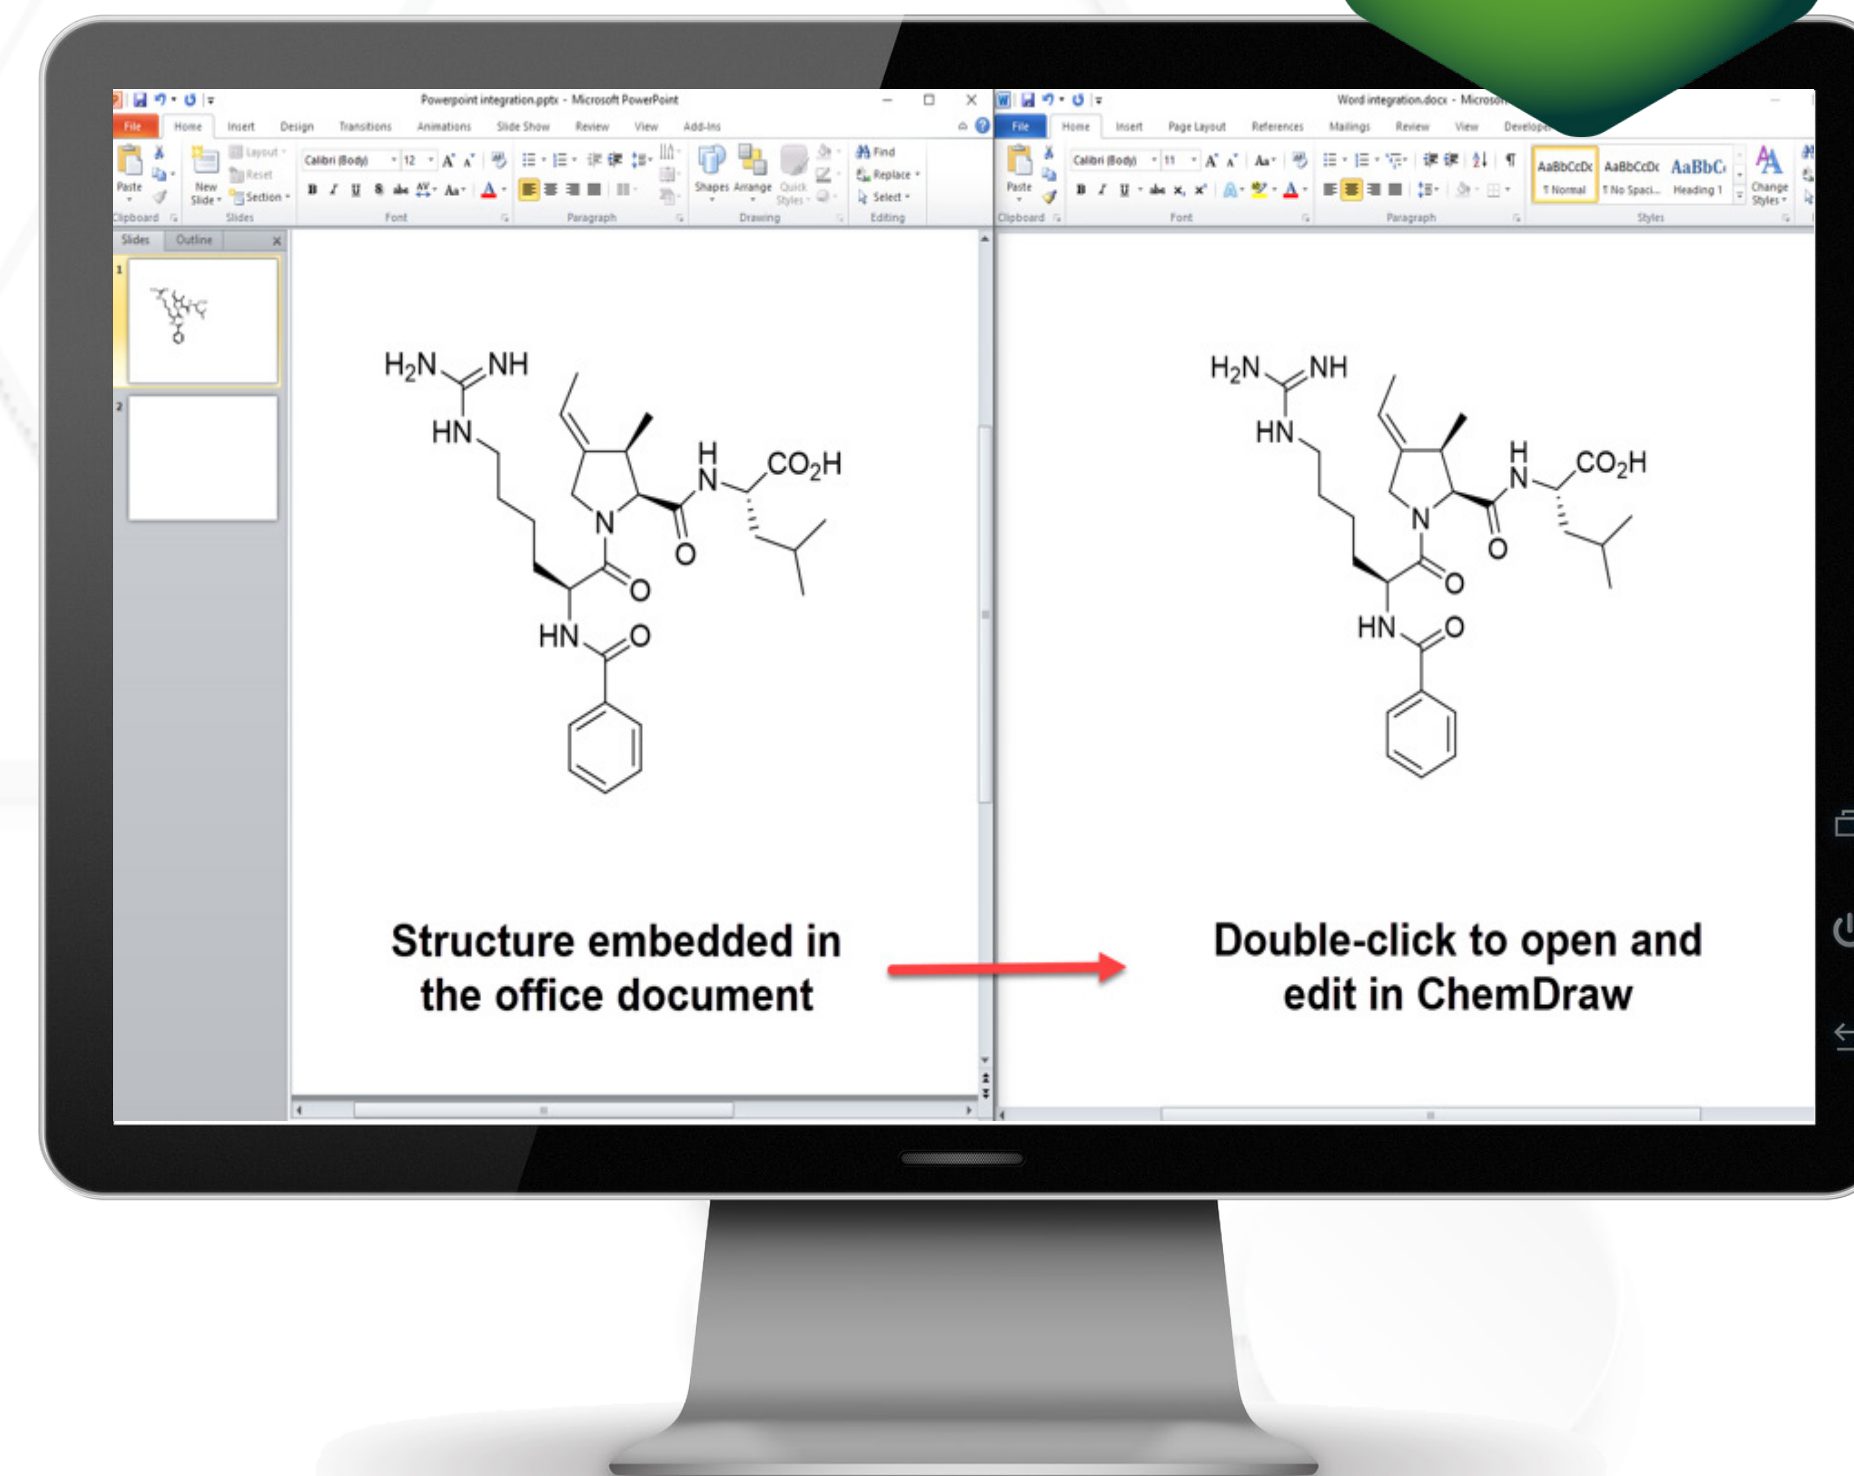 Powerpoint integration.pptx - Microsoft PowerPoint
File Home Insert Design Transitions Animations Slide Show Review View Add-Ins
Calibri (Body) 12
Paste New Slide Layout Reset Section Shapes Arrange Quick Styles Find Replace Select
Clipboard Slides Font Paragraph Drawing Editing
Slides Outline
1
2
H₂N NH
HN
H
N CO₂H
N O
O
HN O
Structure embedded in
the office document
Word integration.docx - Microsoft
File Home Insert Page Layout References Mailings Review View Developer
Calibri (Body) 11
Paste AaBbCcDc AaBbCcDc AaBbC
¶ Normal ¶ No Spaci... Heading 1 Change Styles
Clipboard Font Paragraph Styles
H₂N NH
HN
H
N CO₂H
N O
O
HN O
Double-click to open and
edit in ChemDraw